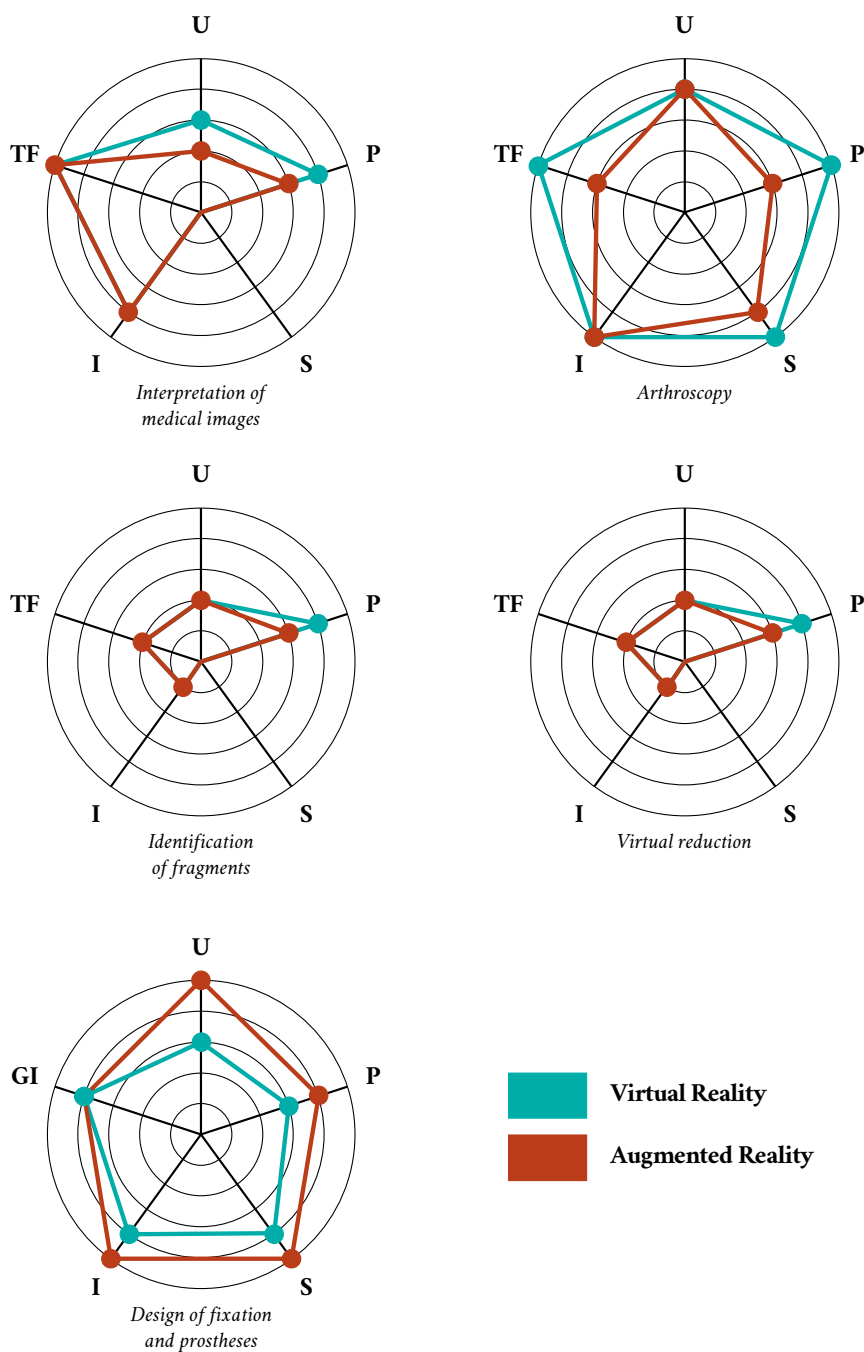 U
TF
P
I
S
Interpretation of
medical images
U
TF
P
I
S
Arthroscopy
U
TF
P
I
S
Identification
of fragments
U
TF
P
I
S
Virtual reduction
U
GI
P
I
S
Design of fixation
and prostheses
Virtual Reality
Augmented Reality